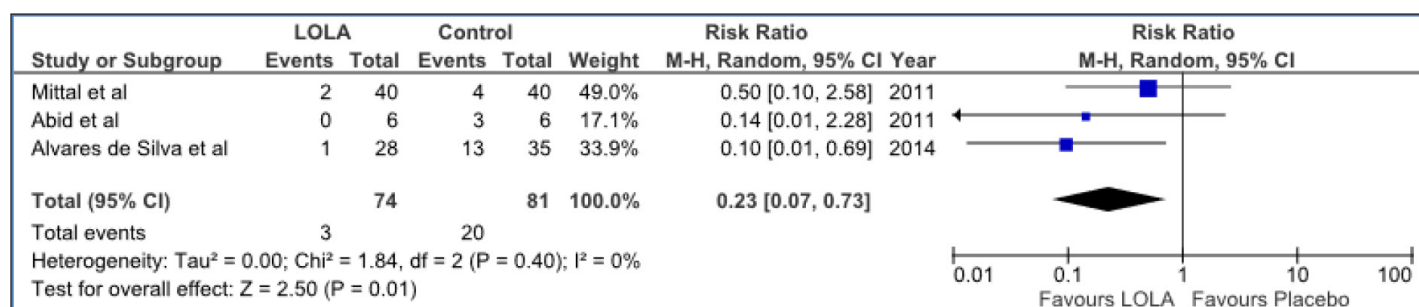 LOLA Control Risk Ratio Risk Ratio
Study or Subgroup Events Total Events Total Weight M-H, Random, 95% CI Year M-H, Random, 95% CI
Mittal et al 2 40 4 40 49.0% 0.50 [0.10, 2.58] 2011
Abid et al 0 6 3 6 17.1% 0.14 [0.01, 2.28] 2011
Alvares de Silva et al 1 28 13 35 33.9% 0.10 [0.01, 0.69] 2014
Total (95% CI) 74 81 100.0% 0.23 [0.07, 0.73]
Total events 3 20
Heterogeneity: Tau² = 0.00; Chi² = 1.84, df = 2 (P = 0.40); I² = 0%
Test for overall effect: Z = 2.50 (P = 0.01)
0.01 0.1 1 10 100
Favours LOLA Favours Placebo